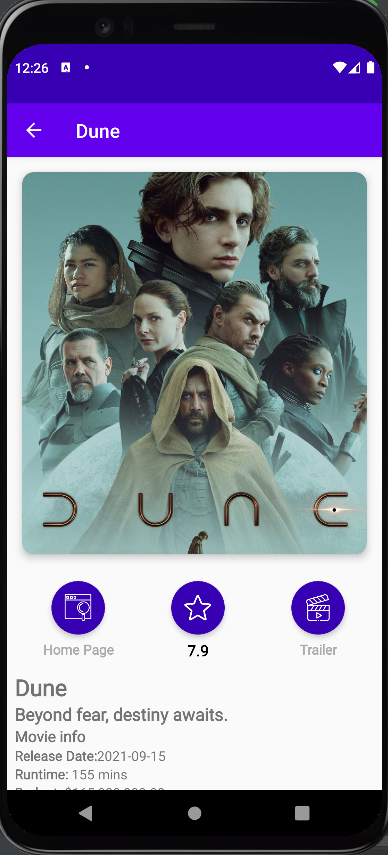 12:26
Dune
DUNE
Home Page
7.9
Trailer
Dune
Beyond fear, destiny awaits.
Movie info
Release Date:2021-09-15
Runtime: 155 mins